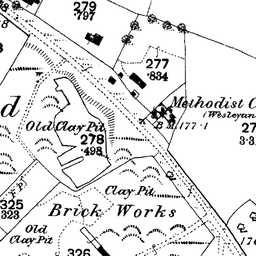 279
.797
277
.834
Methodist C
(Wesleyan
B.M.177.1
Old Clay Pit
278
.498
27
3.3
d
Clay Pit
Brick Works
325
323
Old
Clay Pit
326